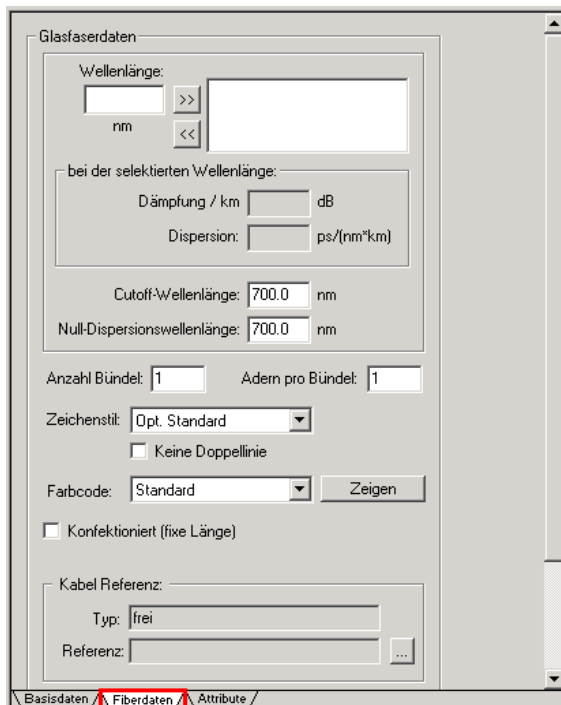 Glasfaserdaten
Wellenlänge:
>>
nm
<<
bei der selektierten Wellenlänge:
Dämpfung / km dB
Dispersion: ps/(nm*km)
Cutoff-Wellenlänge: 700.0 nm
Null-Dispersionswellenlänge: 700.0 nm
Anzahl Bündel: 1 Adern pro Bündel: 1
Zeichenstil: Opt. Standard
Keine Doppellinie
Farbcode: Standard Zeigen
Konfektioniert (fixe Länge)
Kabel Referenz:
Typ: frei
Referenz: ...
Basisdaten Fiberdaten Attribute